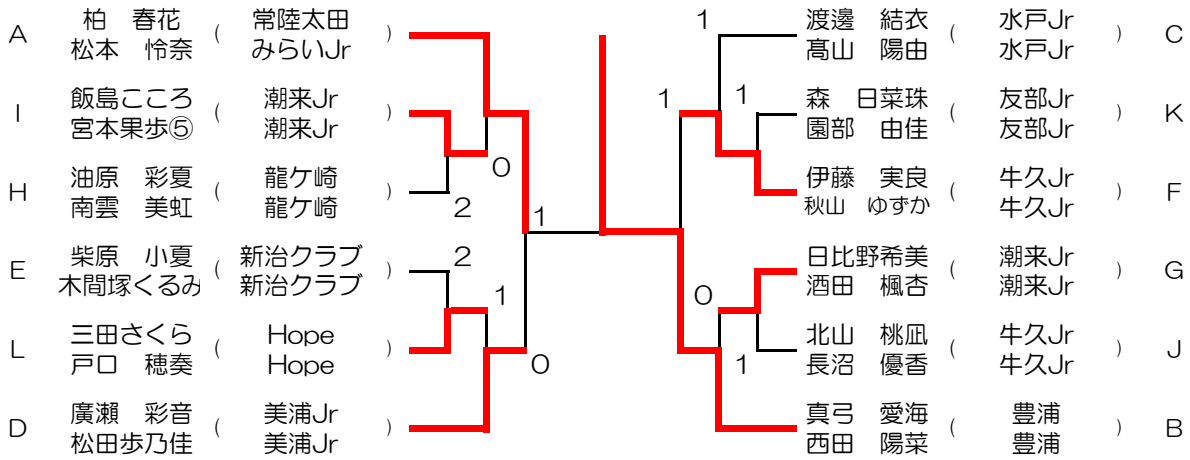 A 柏　春花 ( 常陸太田 )
松本　怜奈 みらいJr
I 飯島こころ ( 潮来Jr )
宮本果歩⑤ 潮来Jr
0
H 油原　彩夏 ( 龍ケ崎 )
南雲　美虹 龍ケ崎
2
1
E 柴原　小夏 ( 新治クラブ ) 2
木間塚くるみ 新治クラブ
1
L 三田さくら ( Hope )
戸口　穂奏 Hope
0
D 廣瀬　彩音 ( 美浦Jr )
松田歩乃佳 美浦Jr
1 渡邊　結衣 ( 水戸Jr ) C
髙山　陽由 水戸Jr
1 1 森　日菜珠 ( 友部Jr ) K
園部　由佳 友部Jr
伊藤　実良 ( 牛久Jr ) F
秋山　ゆずか 牛久Jr
日比野希美 ( 潮来Jr ) G
酒田　楓杏 潮来Jr
0
北山　桃凪 ( 牛久Jr ) J
1 長沼　優香 牛久Jr
真弓　愛海 ( 豊浦 ) B
西田　陽菜 豊浦